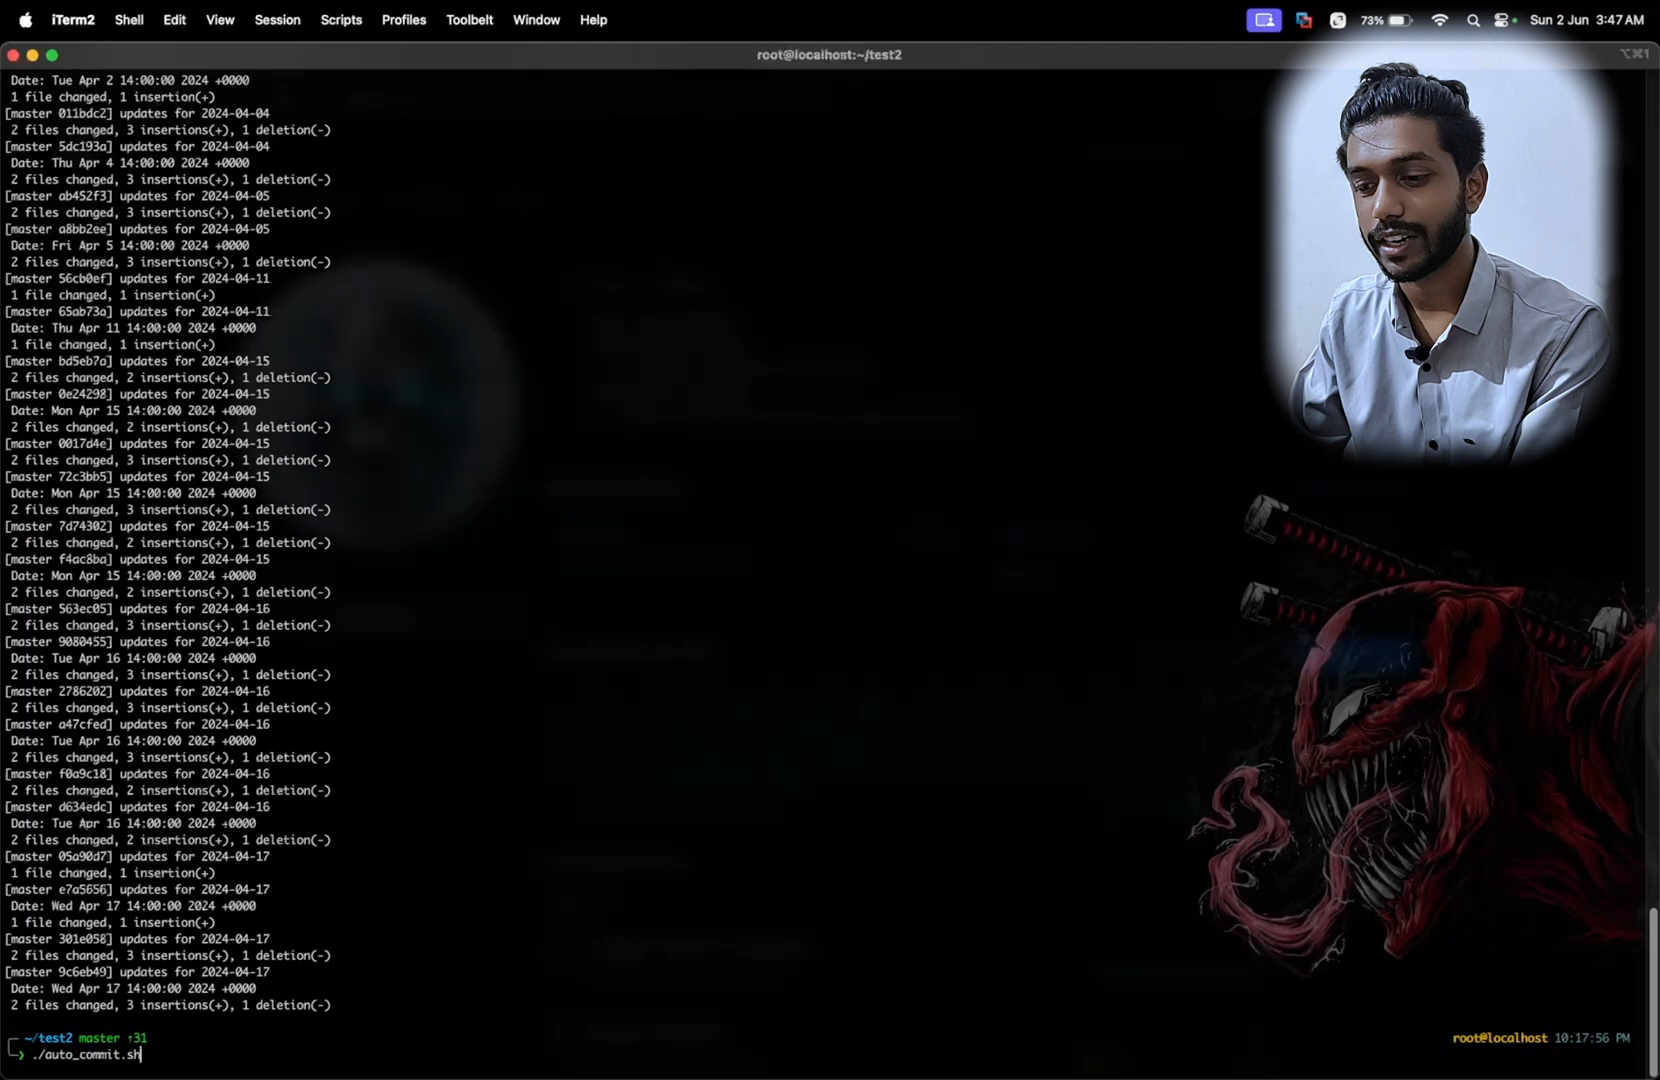 iTerm2 Shell Edit View Session Scripts Profiles Toolbelt Window Help 73% Sun 2 Jun 3:47 AM
root@localhost:~/test2 ⌥⌘1
Date: Tue Apr 2 14:00:00 2024 +0000
1 file changed, 1 insertion(+)
[master 011bdc2] updates for 2024-04-04
2 files changed, 3 insertions(+), 1 deletion(-)
[master 5dc193a] updates for 2024-04-04
Date: Thu Apr 4 14:00:00 2024 +0000
2 files changed, 3 insertions(+), 1 deletion(-)
[master ab452f3] updates for 2024-04-05
2 files changed, 3 insertions(+), 1 deletion(-)
[master a8bb2ee] updates for 2024-04-05
Date: Fri Apr 5 14:00:00 2024 +0000
2 files changed, 3 insertions(+), 1 deletion(-)
[master 56cb0ef] updates for 2024-04-11
1 file changed, 1 insertion(+)
[master 65ab73a] updates for 2024-04-11
Date: Thu Apr 11 14:00:00 2024 +0000
1 file changed, 1 insertion(+)
[master bd5eb7a] updates for 2024-04-15
2 files changed, 2 insertions(+), 1 deletion(-)
[master 0e24298] updates for 2024-04-15
Date: Mon Apr 15 14:00:00 2024 +0000
2 files changed, 2 insertions(+), 1 deletion(-)
[master 0017d4e] updates for 2024-04-15
2 files changed, 3 insertions(+), 1 deletion(-)
[master 72c3bb5] updates for 2024-04-15
Date: Mon Apr 15 14:00:00 2024 +0000
2 files changed, 3 insertions(+), 1 deletion(-)
[master 7d74302] updates for 2024-04-15
2 files changed, 2 insertions(+), 1 deletion(-)
[master f4ac8ba] updates for 2024-04-15
Date: Mon Apr 15 14:00:00 2024 +0000
2 files changed, 2 insertions(+), 1 deletion(-)
[master 563ec05] updates for 2024-04-16
2 files changed, 3 insertions(+), 1 deletion(-)
[master 9080455] updates for 2024-04-16
Date: Tue Apr 16 14:00:00 2024 +0000
2 files changed, 3 insertions(+), 1 deletion(-)
[master 2786202] updates for 2024-04-16
2 files changed, 3 insertions(+), 1 deletion(-)
[master a47cfed] updates for 2024-04-16
Date: Tue Apr 16 14:00:00 2024 +0000
2 files changed, 3 insertions(+), 1 deletion(-)
[master f0a9c18] updates for 2024-04-16
2 files changed, 2 insertions(+), 1 deletion(-)
[master d634edc] updates for 2024-04-16
Date: Tue Apr 16 14:00:00 2024 +0000
2 files changed, 2 insertions(+), 1 deletion(-)
[master 05a90d7] updates for 2024-04-17
1 file changed, 1 insertion(+)
[master e7a5656] updates for 2024-04-17
Date: Wed Apr 17 14:00:00 2024 +0000
1 file changed, 1 insertion(+)
[master 301e058] updates for 2024-04-17
2 files changed, 3 insertions(+), 1 deletion(-)
[master 9c6eb49] updates for 2024-04-17
Date: Wed Apr 17 14:00:00 2024 +0000
2 files changed, 3 insertions(+), 1 deletion(-)
~/test2 master ↑31 root@localhost 10:17:56 PM
❯ ./auto_commit.sh